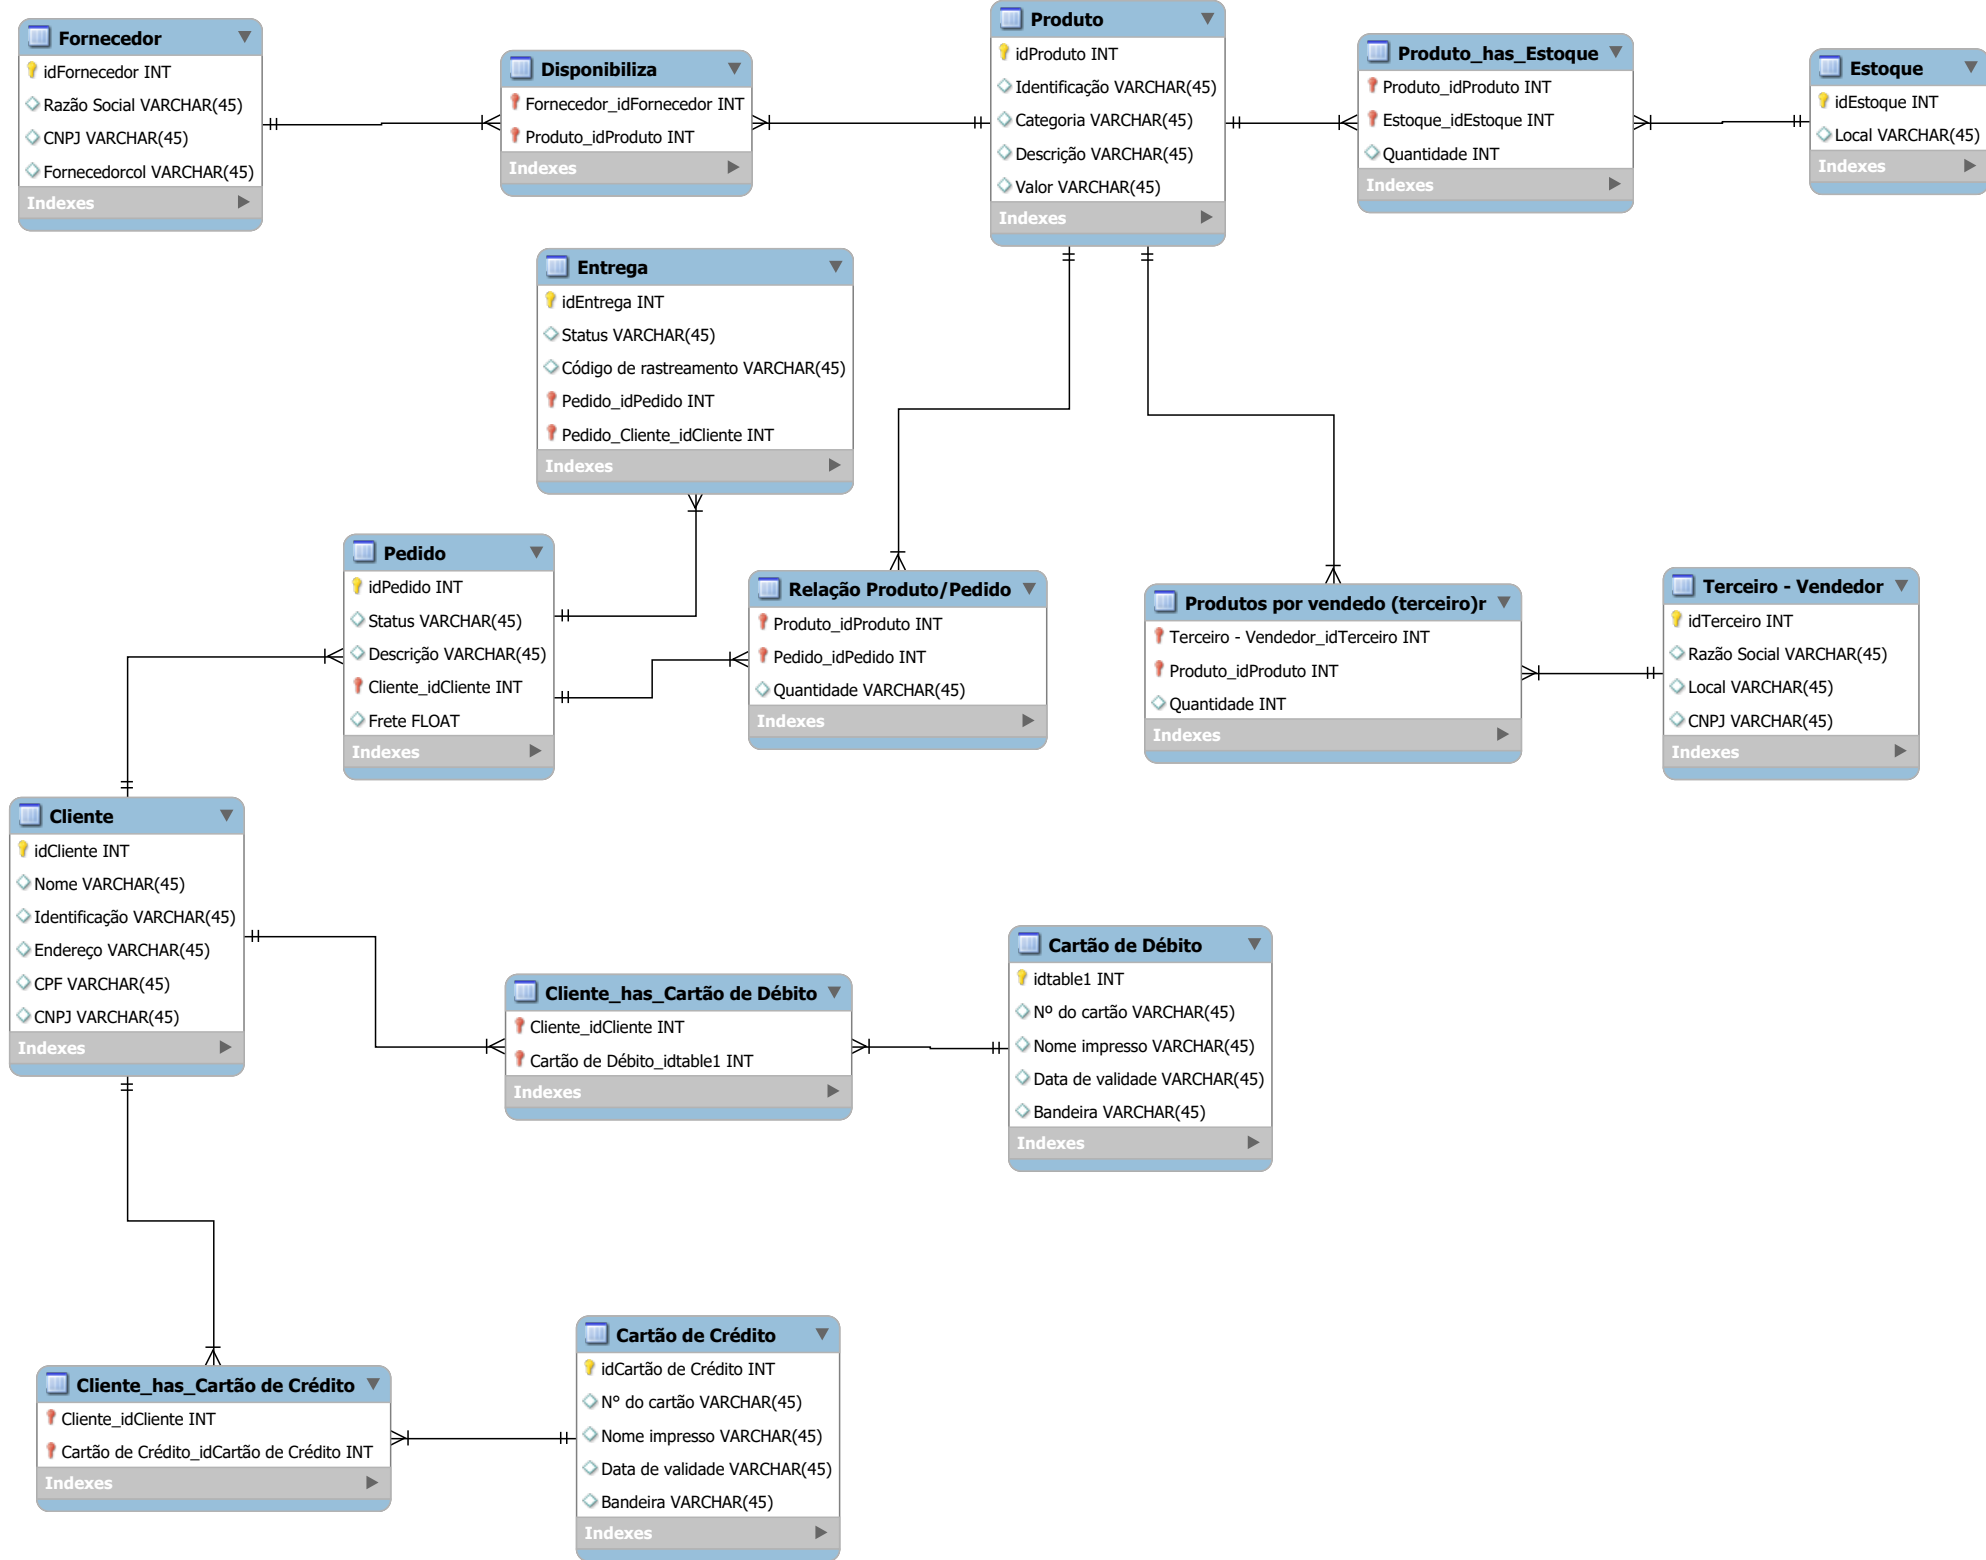 Fornecedor
idFornecedor INT
Razão Social VARCHAR(45)
CNPJ VARCHAR(45)
Fornecedorcol VARCHAR(45)
Indexes
Disponibiliza
Fornecedor_idFornecedor INT
Produto_idProduto INT
Indexes
Produto
idProduto INT
Identificação VARCHAR(45)
Categoria VARCHAR(45)
Descrição VARCHAR(45)
Valor VARCHAR(45)
Indexes
Produto_has_Estoque
Produto_idProduto INT
Estoque_idEstoque INT
Quantidade INT
Indexes
Estoque
idEstoque INT
Local VARCHAR(45)
Indexes
Entrega
idEntrega INT
Status VARCHAR(45)
Código de rastreamento VARCHAR(45)
Pedido_idPedido INT
Pedido_Cliente_idCliente INT
Indexes
Pedido
idPedido INT
Status VARCHAR(45)
Descrição VARCHAR(45)
Cliente_idCliente INT
Frete FLOAT
Indexes
Relação Produto/Pedido
Produto_idProduto INT
Pedido_idPedido INT
Quantidade VARCHAR(45)
Indexes
Produtos por vendedo (terceiro)r
Terceiro - Vendedor_idTerceiro INT
Produto_idProduto INT
Quantidade INT
Indexes
Terceiro - Vendedor
idTerceiro INT
Razão Social VARCHAR(45)
Local VARCHAR(45)
CNPJ VARCHAR(45)
Indexes
Cliente
idCliente INT
Nome VARCHAR(45)
Identificação VARCHAR(45)
Endereço VARCHAR(45)
CPF VARCHAR(45)
CNPJ VARCHAR(45)
Indexes
Cliente_has_Cartão de Débito
Cliente_idCliente INT
Cartão de Débito_idtable1 INT
Indexes
Cartão de Débito
idtable1 INT
Nº do cartão VARCHAR(45)
Nome impresso VARCHAR(45)
Data de validade VARCHAR(45)
Bandeira VARCHAR(45)
Indexes
Cliente_has_Cartão de Crédito
Cliente_idCliente INT
Cartão de Crédito_idCartão de Crédito INT
Indexes
Cartão de Crédito
idCartão de Crédito INT
N° do cartão VARCHAR(45)
Nome impresso VARCHAR(45)
Data de validade VARCHAR(45)
Bandeira VARCHAR(45)
Indexes